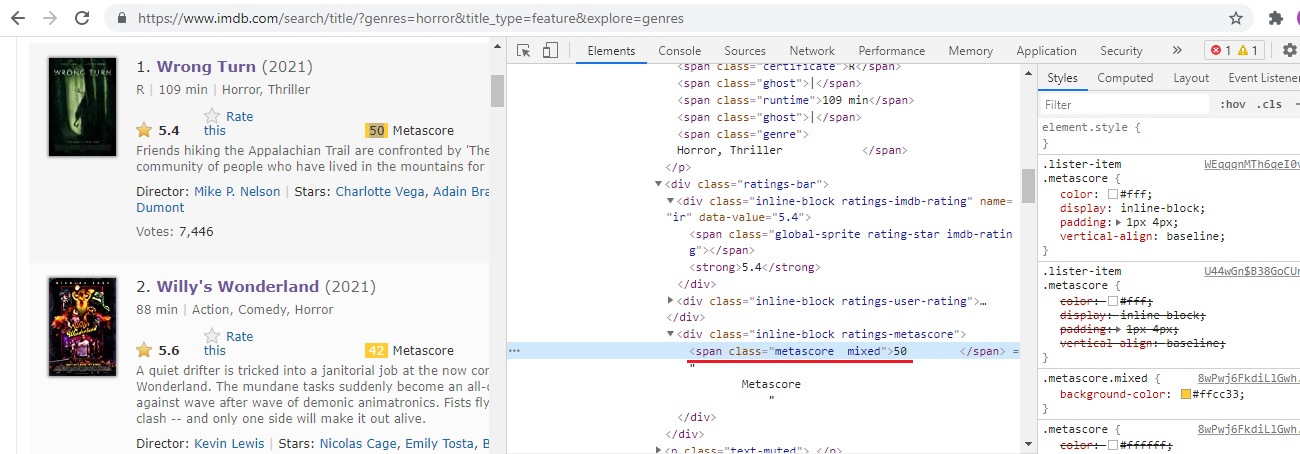 https://www.imdb.com/search/title/?genres=horror&title_type=feature&explore=genres
WRONG TURN
1. Wrong Turn (2021)
R | 109 min | Horror, Thriller
5.4
Rate
this
50 Metascore
Friends hiking the Appalachian Trail are confronted by 'The
community of people who have lived in the mountains for
Director: Mike P. Nelson | Stars: Charlotte Vega, Adain Bra
Dumont
Votes: 7,446
2. Willy's Wonderland (2021)
88 min | Action, Comedy, Horror
5.6
Rate
this
42 Metascore
A quiet drifter is tricked into a janitorial job at the now con
Wonderland. The mundane tasks suddenly become an all-o
against wave after wave of demonic animatronics. Fists fly
clash -- and only one side will make it out alive.
Director: Kevin Lewis | Stars: Nicolas Cage, Emily Tosta, B
Elements Console Sources Network Performance Memory Application Security » 1 1
<span class="certificate">R</span>
<span class="ghost">|</span>
<span class="runtime">109 min</span>
<span class="ghost">|</span>
<span class="genre">
Horror, Thriller </span>
</p>
<div class="ratings-bar">
<div class="inline-block ratings-imdb-rating" name=
"ir" data-value="5.4">
<span class="global-sprite rating-star imdb-ratin
g"></span>
<strong>5.4</strong>
</div>
<div class="inline-block ratings-user-rating">…
</div>
<div class="inline-block ratings-metascore">
… <span class="metascore  mixed">50 </span> =
"
Metascore
"
</div>
</div>
<p class="text-muted">…</p>
Styles Computed Layout Event Listener
Filter :hov .cls
element.style {
}
.lister-item WEqqqnMTh6qeI0v
.metascore {
color: #fff;
display: inline-block;
padding: 1px 4px;
vertical-align: baseline;
}
.lister-item U44wGn$B38GoCUr
.metascore {
color: #fff;
display: inline-block;
padding: 1px 4px;
vertical-align: baseline;
}
.metascore.mixed { 8wPwj6FkdiLlGwh.
background-color: #ffcc33;
}
.metascore { 8wPwj6FkdiLlGwh.
color: #ffffff;